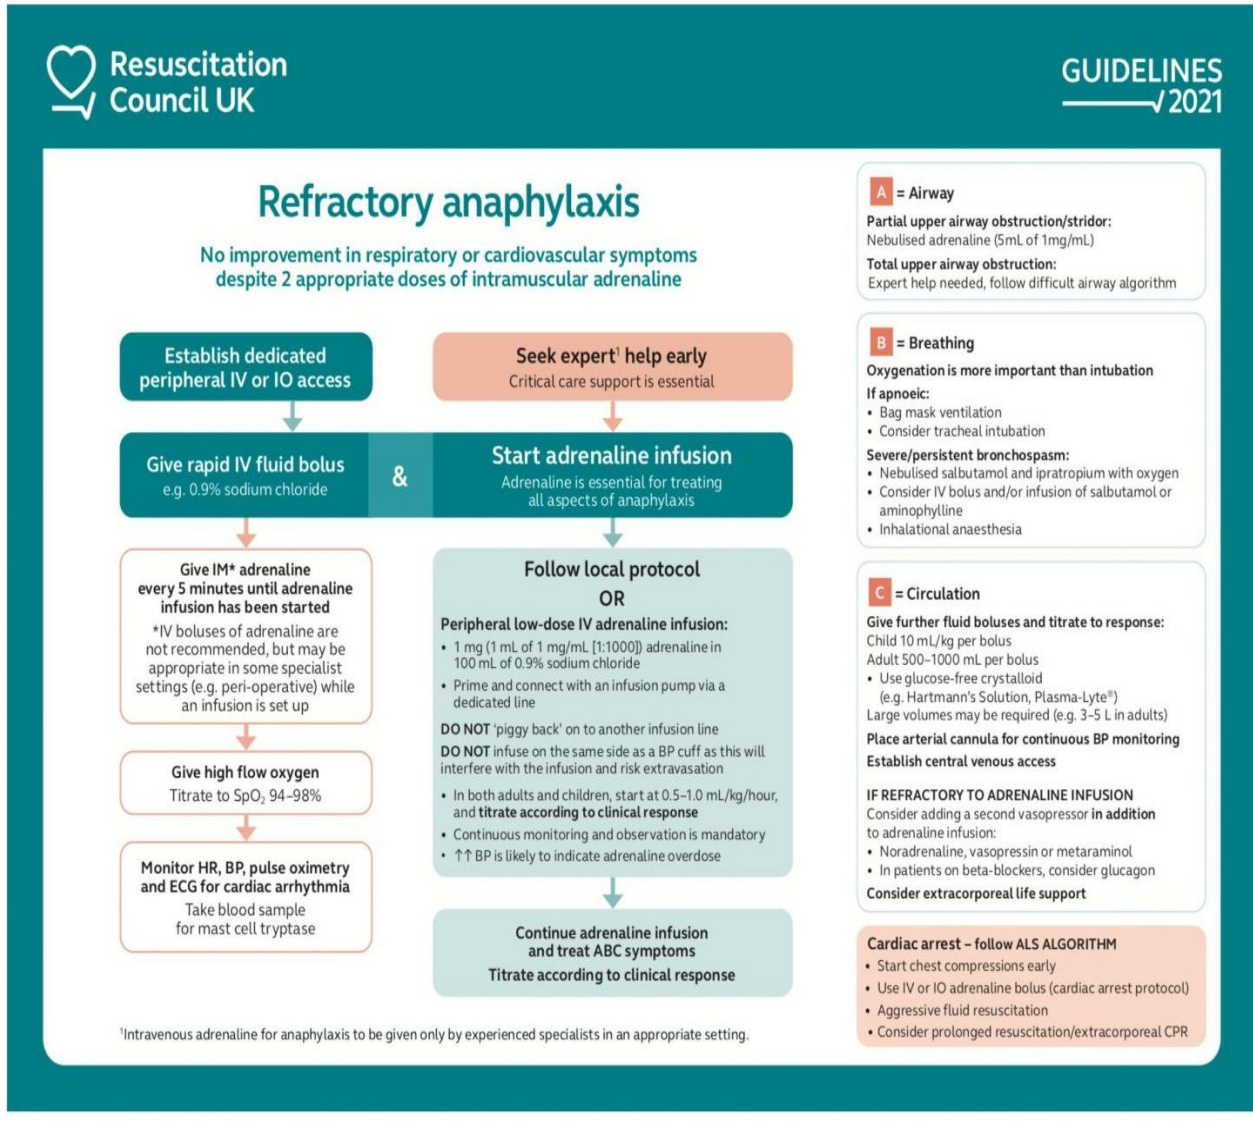 Resuscitation
Council UK
GUIDELINES
2021
Refractory anaphylaxis
No improvement in respiratory or cardiovascular symptoms
despite 2 appropriate doses of intramuscular adrenaline
Establish dedicated
peripheral IV or IO access
Seek expert¹ help early
Critical care support is essential
Give rapid IV fluid bolus
e.g. 0.9% sodium chloride
&
Start adrenaline infusion
Adrenaline is essential for treating
all aspects of anaphylaxis
Give IM* adrenaline
every 5 minutes until adrenaline
infusion has been started
*IV boluses of adrenaline are
not recommended, but may be
appropriate in some specialist
settings (e.g. peri-operative) while
an infusion is set up
Give high flow oxygen
Titrate to SpO₂ 94–98%
Monitor HR, BP, pulse oximetry
and ECG for cardiac arrhythmia
Take blood sample
for mast cell tryptase
Follow local protocol
OR
Peripheral low-dose IV adrenaline infusion:
• 1 mg (1 mL of 1 mg/mL [1:1000]) adrenaline in
100 mL of 0.9% sodium chloride
• Prime and connect with an infusion pump via a
dedicated line
DO NOT ‘piggy back’ on to another infusion line
DO NOT infuse on the same side as a BP cuff as this will
interfere with the infusion and risk extravasation
• In both adults and children, start at 0.5–1.0 mL/kg/hour,
and titrate according to clinical response
• Continuous monitoring and observation is mandatory
• ↑↑ BP is likely to indicate adrenaline overdose
Continue adrenaline infusion
and treat ABC symptoms
Titrate according to clinical response
¹Intravenous adrenaline for anaphylaxis to be given only by experienced specialists in an appropriate setting.
A = Airway
Partial upper airway obstruction/stridor:
Nebulised adrenaline (5mL of 1mg/mL)
Total upper airway obstruction:
Expert help needed, follow difficult airway algorithm
B = Breathing
Oxygenation is more important than intubation
If apnoeic:
• Bag mask ventilation
• Consider tracheal intubation
Severe/persistent bronchospasm:
• Nebulised salbutamol and ipratropium with oxygen
• Consider IV bolus and/or infusion of salbutamol or
aminophylline
• Inhalational anaesthesia
C = Circulation
Give further fluid boluses and titrate to response:
Child 10 mL/kg per bolus
Adult 500–1000 mL per bolus
• Use glucose-free crystalloid
(e.g. Hartmann’s Solution, Plasma-Lyte®)
Large volumes may be required (e.g. 3–5 L in adults)
Place arterial cannula for continuous BP monitoring
Establish central venous access
IF REFRACTORY TO ADRENALINE INFUSION
Consider adding a second vasopressor in addition
to adrenaline infusion:
• Noradrenaline, vasopressin or metaraminol
• In patients on beta-blockers, consider glucagon
Consider extracorporeal life support
Cardiac arrest – follow ALS ALGORITHM
• Start chest compressions early
• Use IV or IO adrenaline bolus (cardiac arrest protocol)
• Aggressive fluid resuscitation
• Consider prolonged resuscitation/extracorporeal CPR